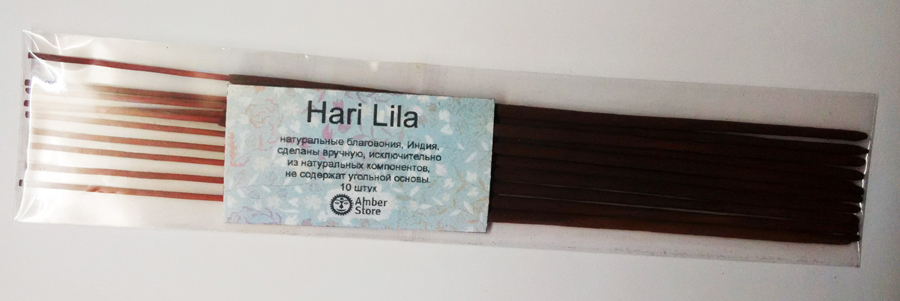 Hari Lila
натуральные благовония, Индия.
сделаны вручную, исключительно
из натуральных компонентов,
не содержат угольной основы.
10 штук
Amber
Store